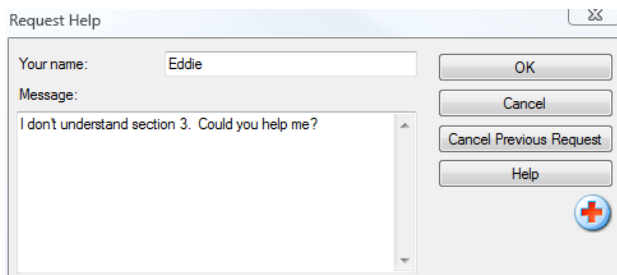 Request Help
Your name: Eddie
OK
Message:
Cancel
I don't understand section 3.  Could you help me?
Cancel Previous Request
Help